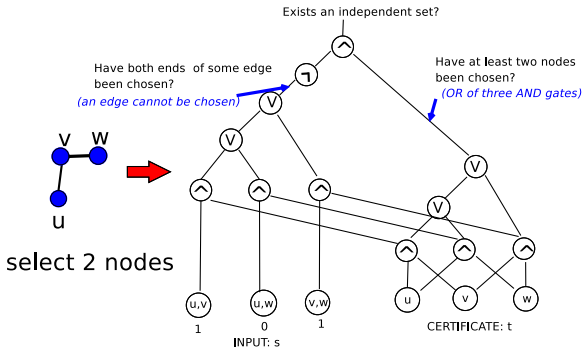 Exists an independent set?
^
Have both ends of some edge
been chosen?
(an edge cannot be chosen)
Have at least two nodes
been chosen?
(OR of three AND gates)
¬
V
V
V
V
^ ^ ^
^ ^ ^
v w
u
select 2 nodes
u,v u,w v,w
u v w
1 0 1
INPUT: s
CERTIFICATE: t